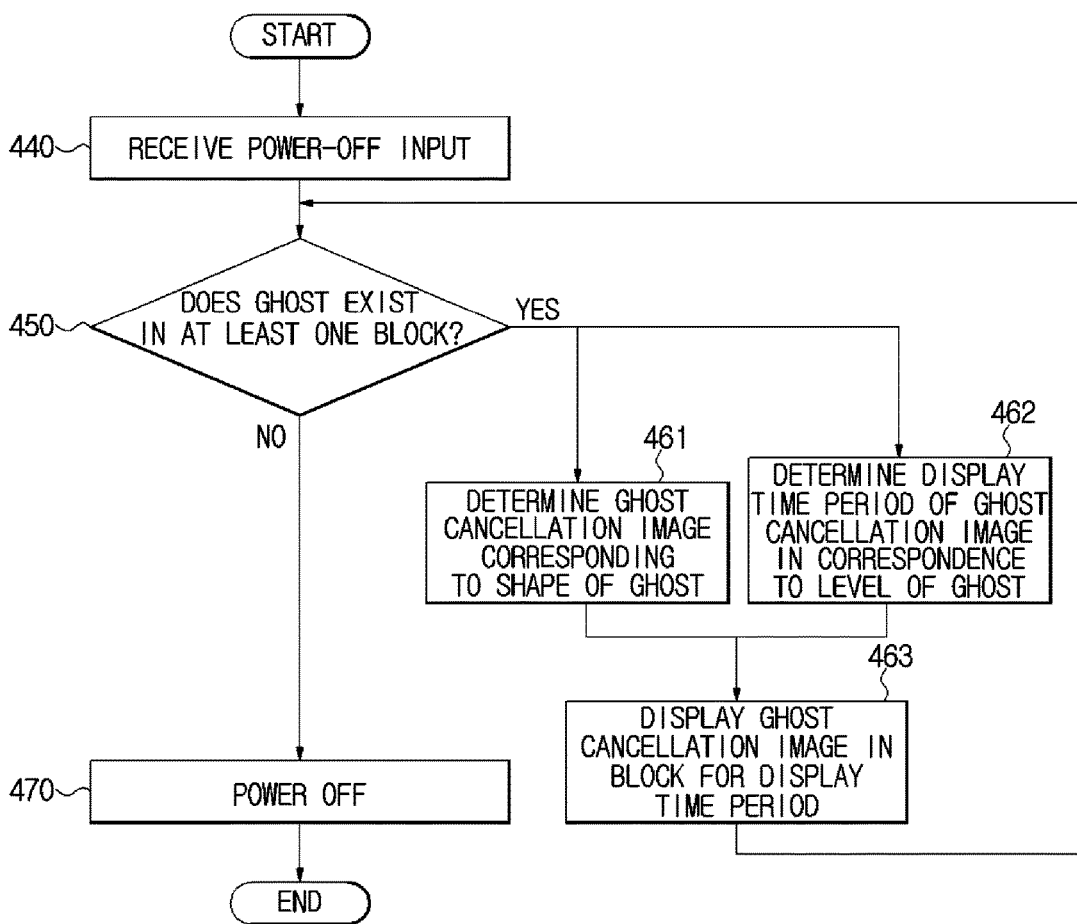 START
440
RECEIVE POWER-OFF INPUT
450
DOES GHOST EXIST
IN AT LEAST ONE BLOCK?
YES
NO
461
DETERMINE GHOST
CANCELLATION IMAGE
CORRESPONDING
TO SHAPE OF GHOST
462
DETERMINE DISPLAY
TIME PERIOD OF GHOST
CANCELLATION IMAGE
IN CORRESPONDENCE
TO LEVEL OF GHOST
463
DISPLAY GHOST
CANCELLATION IMAGE IN
BLOCK FOR DISPLAY
TIME PERIOD
470
POWER OFF
END